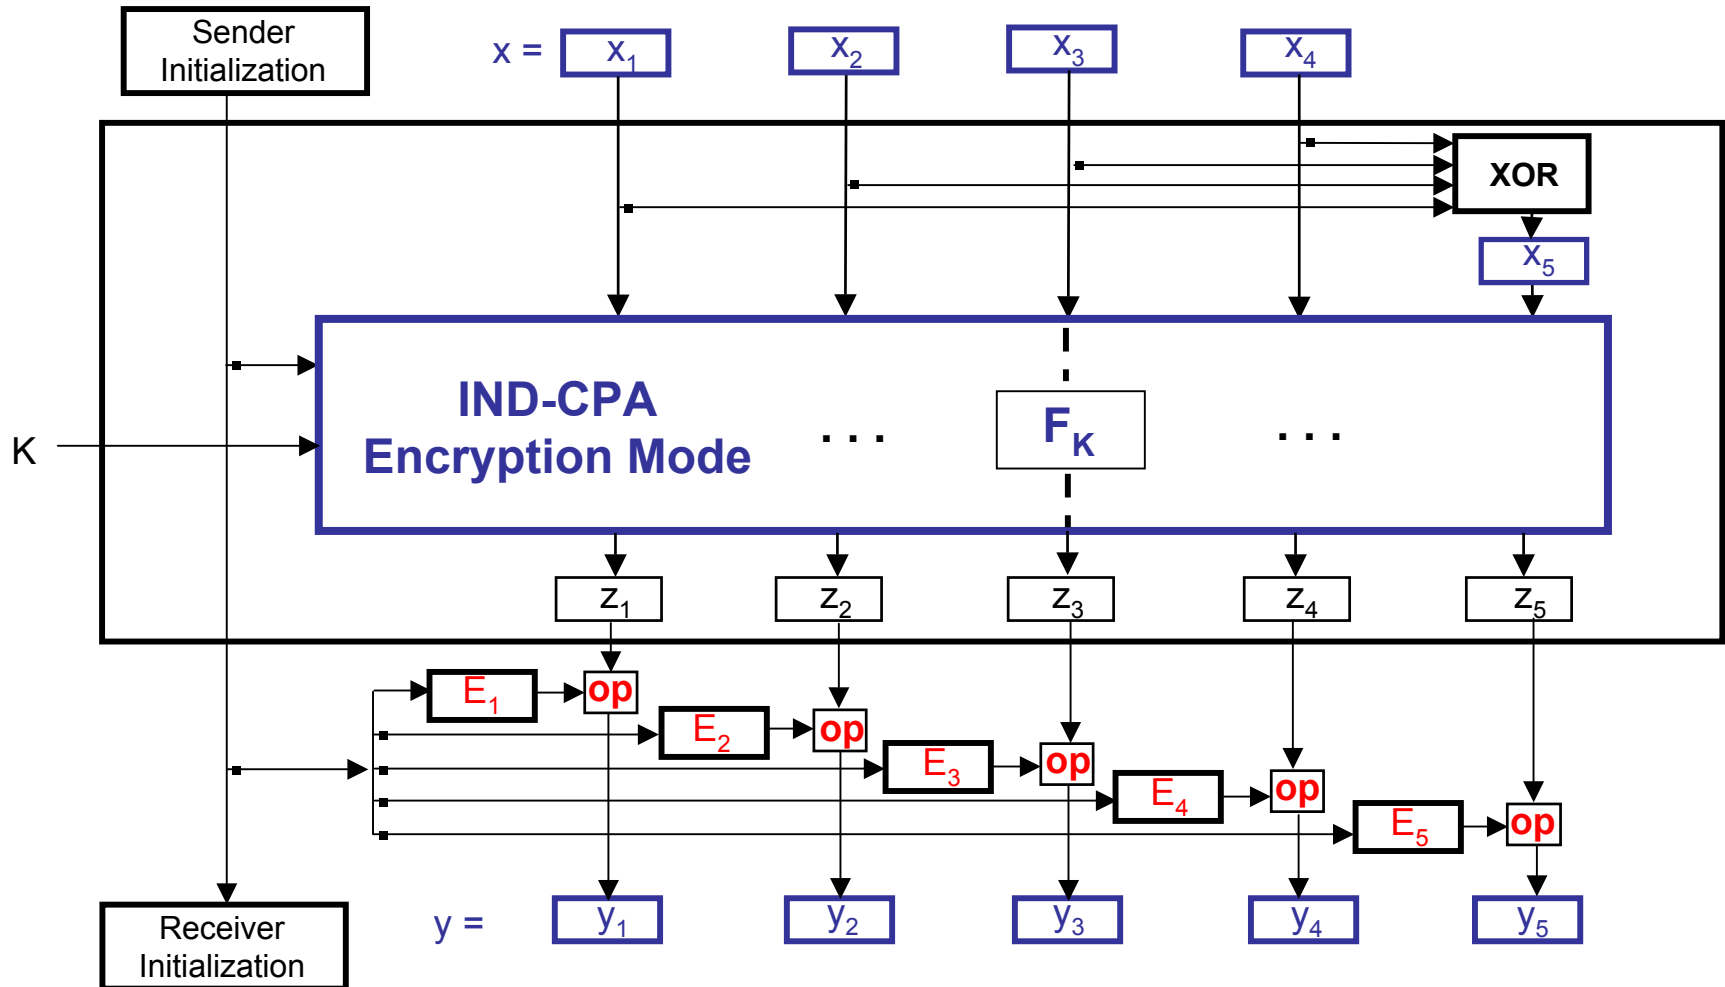 Sender
Initialization
x = x₁ x₂ x₃ x₄
XOR
x₅
IND-CPA
Encryption Mode
. . . F_K . . .
K
z₁ z₂ z₃ z₄ z₅
E₁ op
E₂ op
E₃ op
E₄ op
E₅ op
Receiver
Initialization
y = y₁ y₂ y₃ y₄ y₅